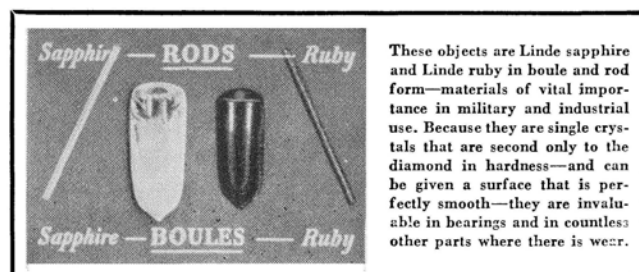 Sapphire — RODS — Ruby
Sapphire — BOULES — Ruby
These objects are Linde sapphire
and Linde ruby in boule and rod
form—materials of vital impor-
tance in military and industrial
use. Because they are single crys-
tals that are second only to the
diamond in hardness—and can
be given a surface that is per-
fectly smooth—they are invalu-
able in bearings and in countless
other parts where there is wear.